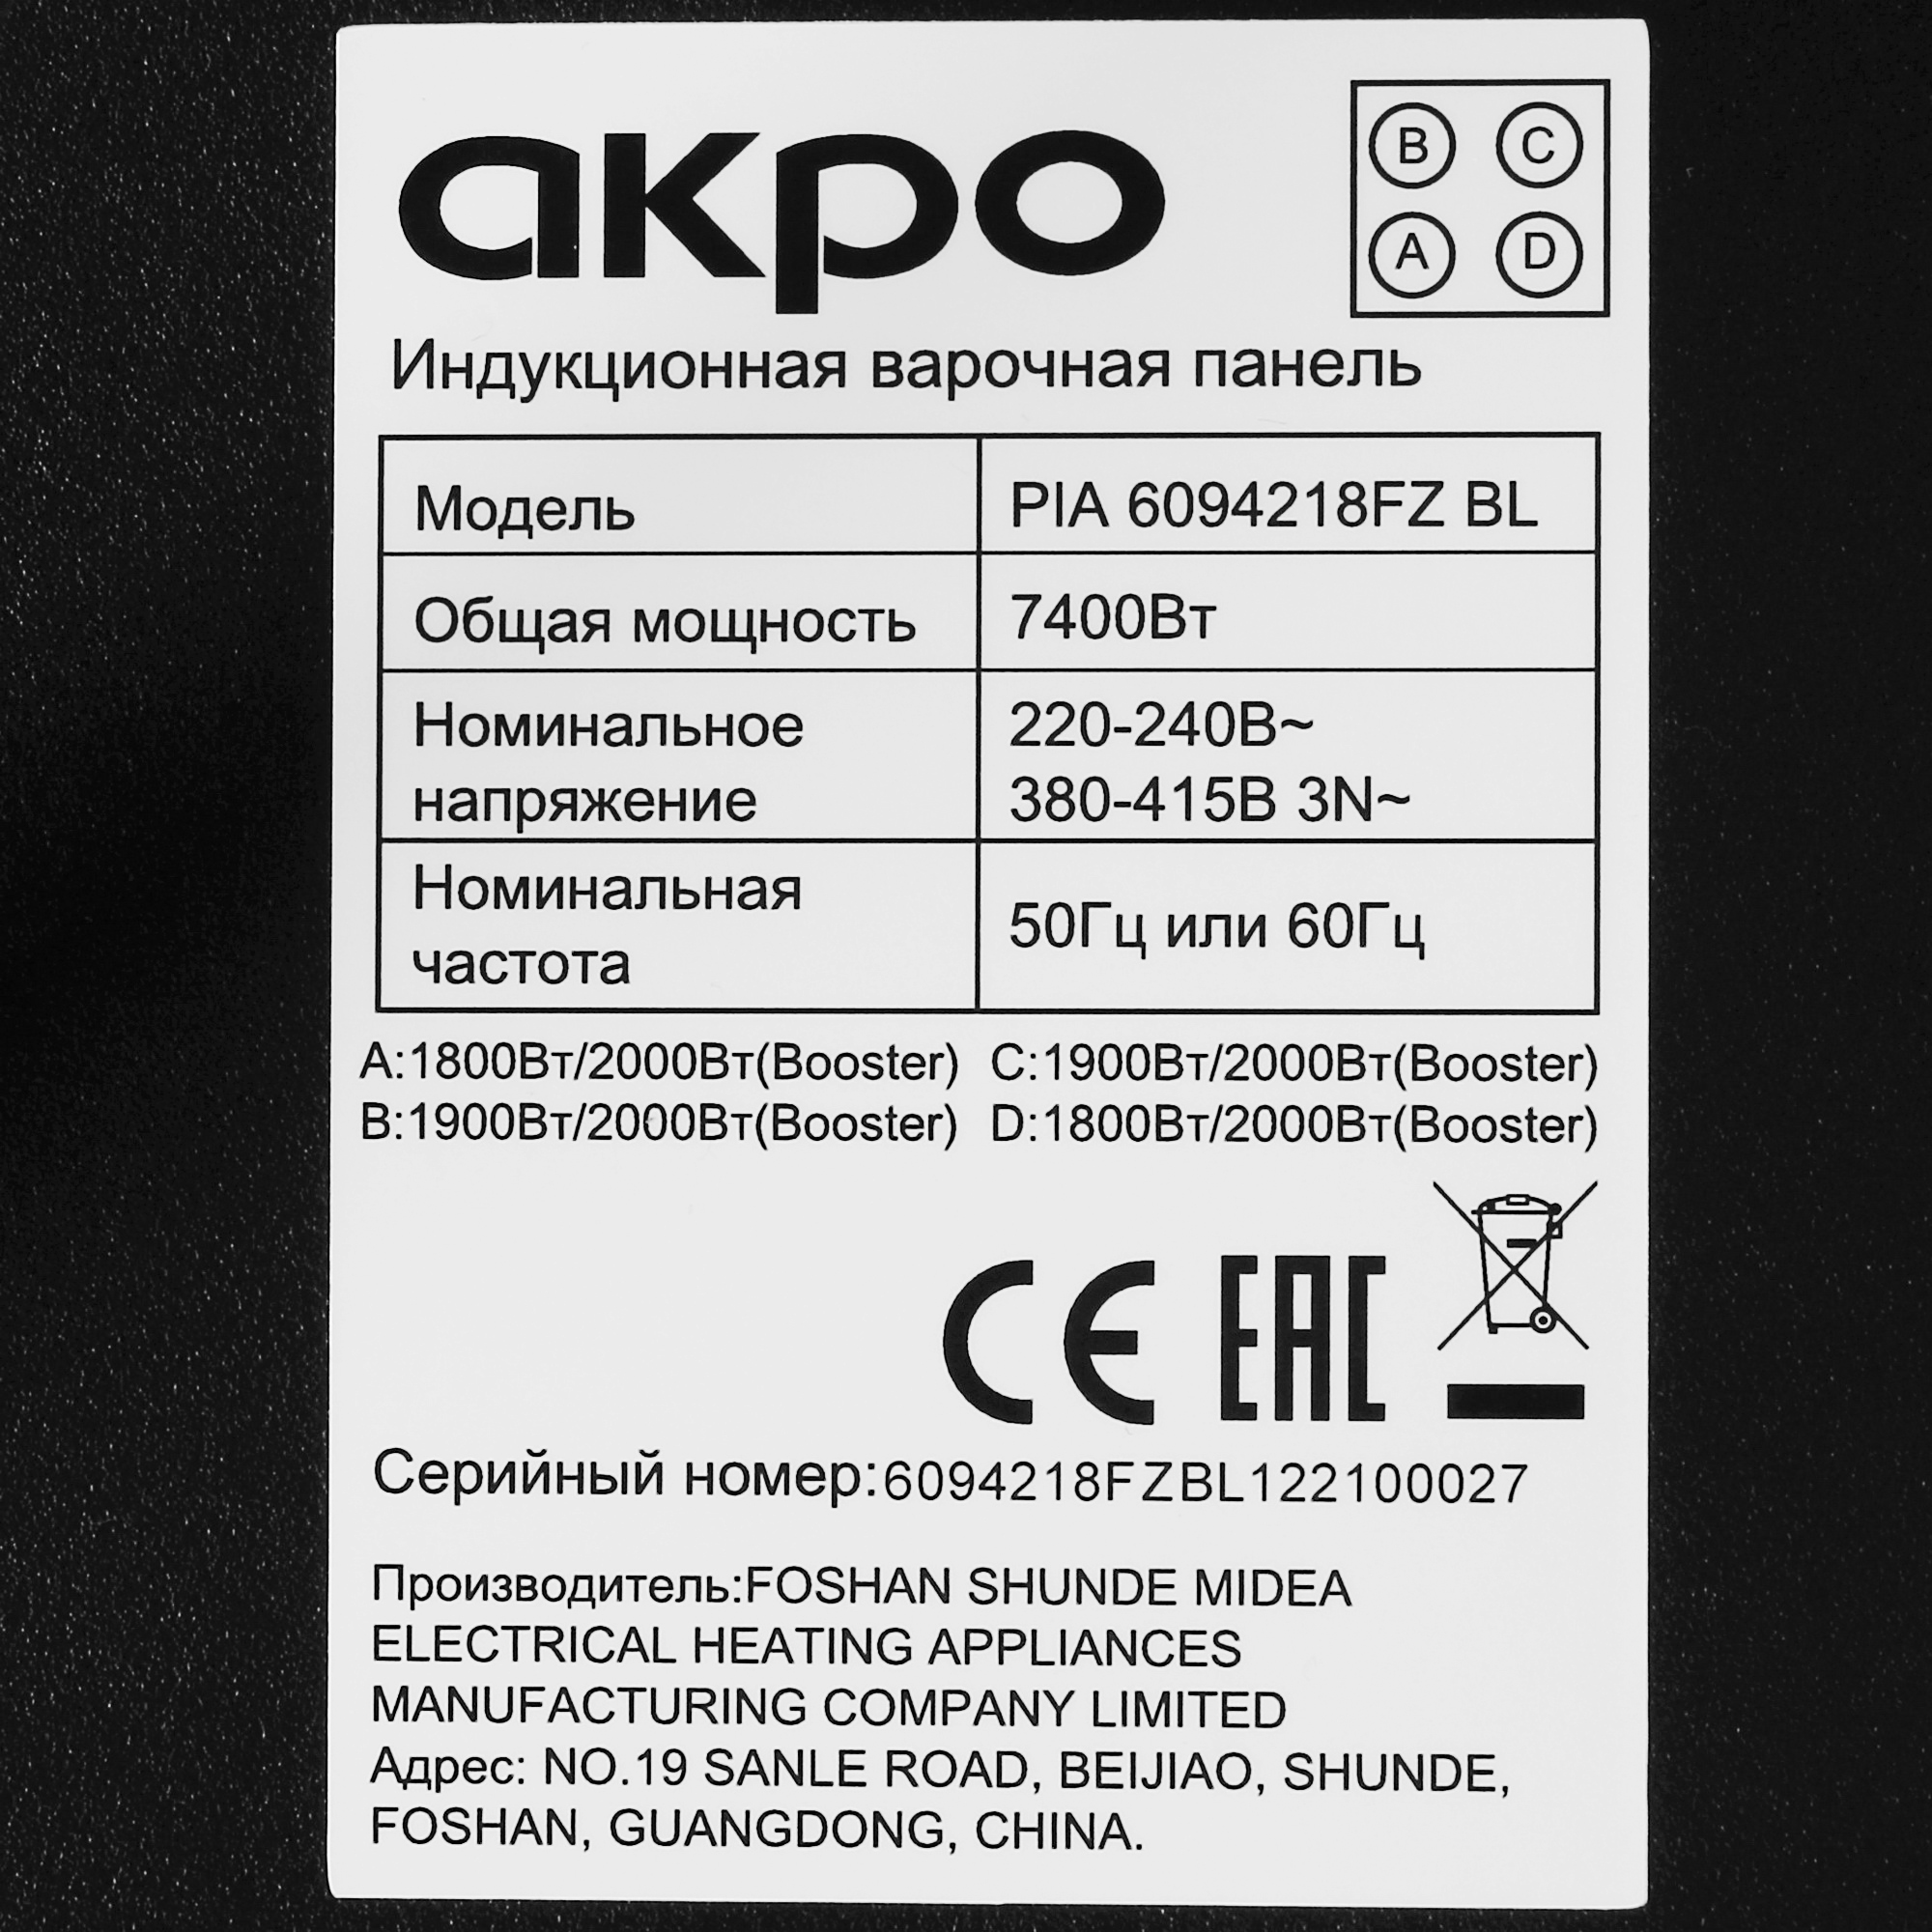 акро
B C
A D
Индукционная варочная панель
Модель PIA 6094218FZ BL
Общая мощность 7400Вт
Номинальное напряжение 220-240В~
380-415В 3N~
Номинальная частота 50Гц или 60Гц
A:1800Вт/2000Вт(Booster) C:1900Вт/2000Вт(Booster)
B:1900Вт/2000Вт(Booster) D:1800Вт/2000Вт(Booster)
CE EAC
Серийный номер:6094218FZBL122100027
Производитель:FOSHAN SHUNDE MIDEA
ELECTRICAL HEATING APPLIANCES
MANUFACTURING COMPANY LIMITED
Адрес: NO.19 SANLE ROAD, BEIJIAO, SHUNDE,
FOSHAN, GUANGDONG, CHINA.